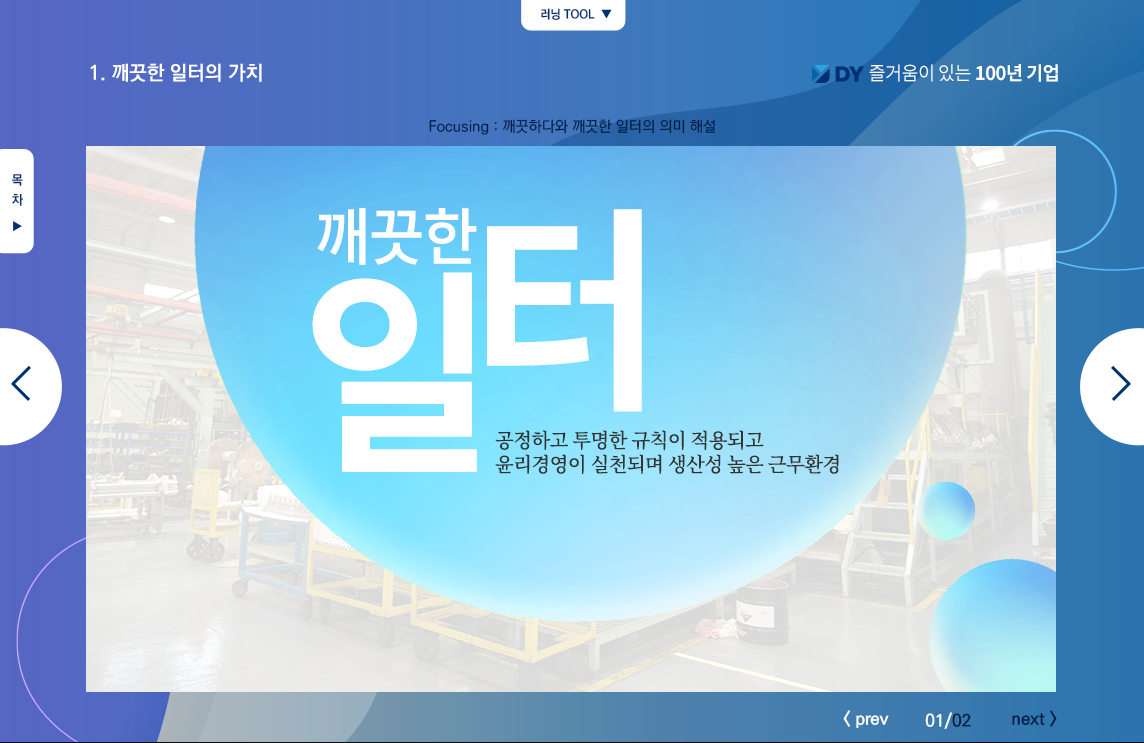 러닝 TOOL ▼
1. 깨끗한 일터의 가치
DY 즐거움이 있는 100년 기업
Focusing : 깨끗하다와 깨끗한 일터의 의미 해설
목
차
▶
깨끗한
일터
공정하고 투명한 규칙이 적용되고
윤리경영이 실천되며 생산성 높은 근무환경
< prev 01/02 next >